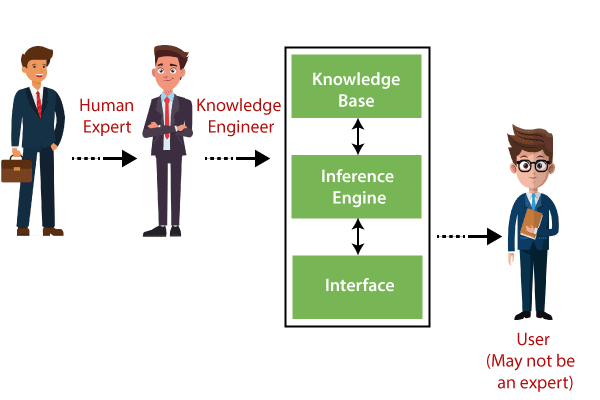 Human
Expert
Knowledge
Engineer
Knowledge
Base
Inference
Engine
Interface
User
(May not be
an expert)